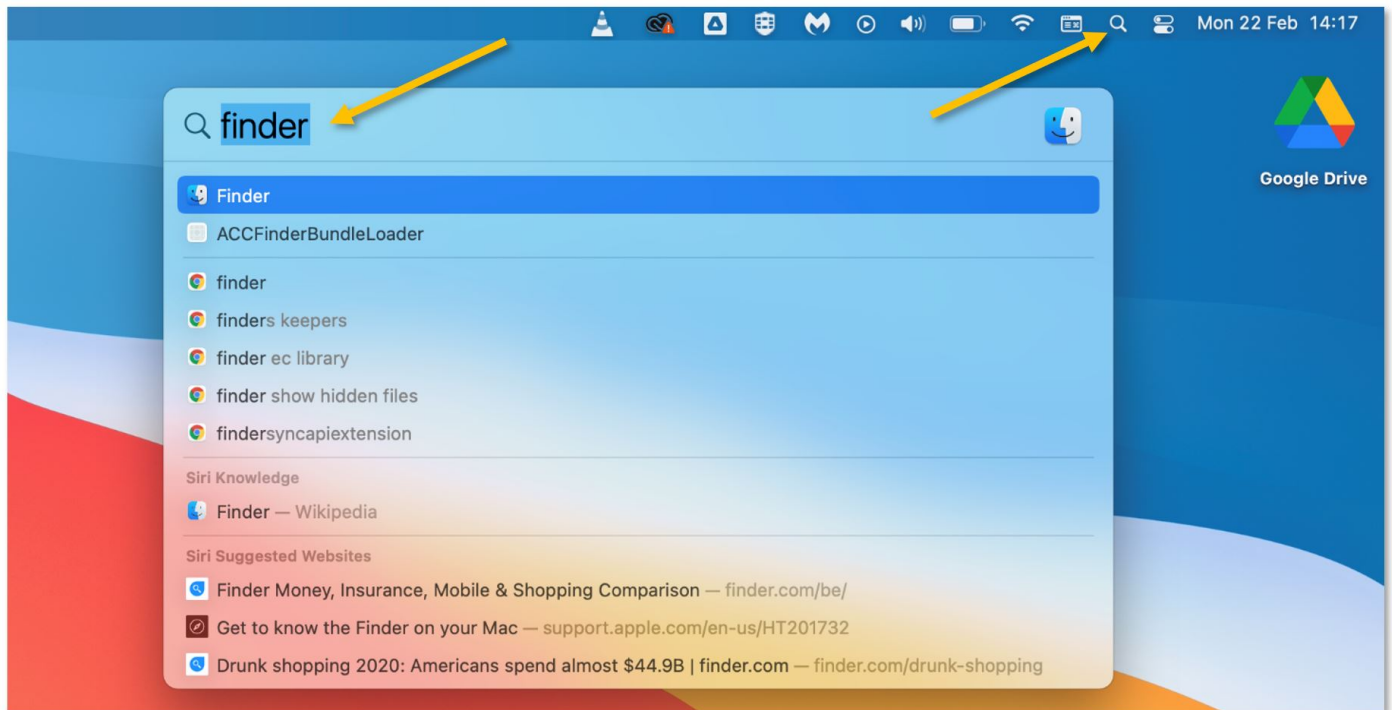 Mon 22 Feb 14:17
finder
Google Drive
Finder
ACCFinderBundleLoader
finder
finders keepers
finder ec library
finder show hidden files
findersyncapiextension
Siri Knowledge
Finder — Wikipedia
Siri Suggested Websites
Finder Money, Insurance, Mobile & Shopping Comparison — finder.com/be/
Get to know the Finder on your Mac — support.apple.com/en-us/HT201732
Drunk shopping 2020: Americans spend almost $44.9B | finder.com — finder.com/drunk-shopping